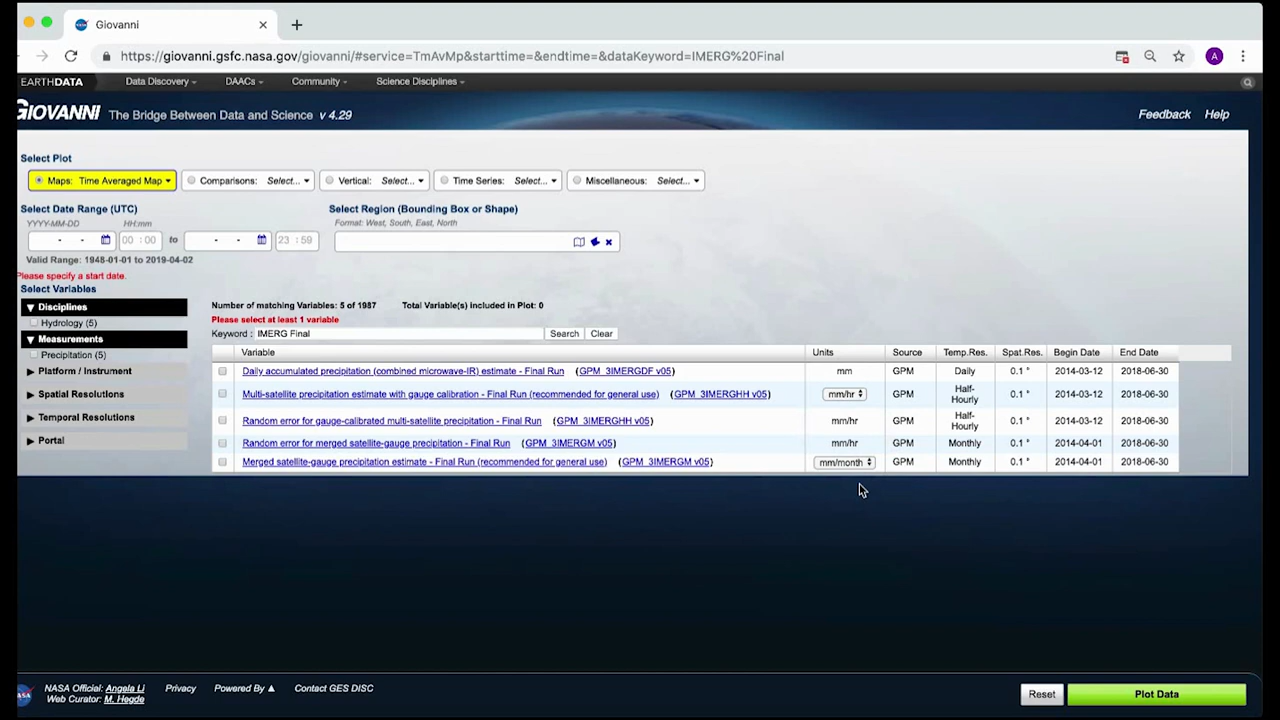 Giovanni
https://giovanni.gsfc.nasa.gov/giovanni/#service=TmAvMp&starttime=&endtime=&dataKeyword=IMERG%20Final
A
EARTHDATA Data Discovery DAACs Community Science Disciplines
GIOVANNI The Bridge Between Data and Science v 4.29 Feedback Help
Select Plot
Maps: Time Averaged Map Comparisons: Select... Vertical: Select... Time Series: Select... Miscellaneous: Select...
Select Date Range (UTC) Select Region (Bounding Box or Shape)
YYYY-MM-DD HH:mm Format: West, South, East, North
- - 00 : 00 to - - 23 : 59
Valid Range: 1948-01-01 to 2019-04-02
Please specify a start date.
Select Variables
Disciplines
Hydrology (5)
Measurements
Precipitation (5)
Platform / Instrument
Spatial Resolutions
Temporal Resolutions
Portal
Number of matching Variables: 5 of 1987 Total Variable(s) included in Plot: 0
Please select at least 1 variable
Keyword : IMERG Final Search Clear
Variable Units Source Temp.Res. Spat.Res. Begin Date End Date
Daily accumulated precipitation (combined microwave-IR) estimate - Final Run (GPM_3IMERGDF v05) mm GPM Daily 0.1 ° 2014-03-12 2018-06-30
Multi-satellite precipitation estimate with gauge calibration - Final Run (recommended for general use) (GPM_3IMERGHH v05) mm/hr GPM Half-Hourly 0.1 ° 2014-03-12 2018-06-30
Random error for gauge-calibrated multi-satellite precipitation - Final Run (GPM_3IMERGHH v05) mm/hr GPM Half-Hourly 0.1 ° 2014-03-12 2018-06-30
Random error for merged satellite-gauge precipitation - Final Run (GPM_3IMERGM v05) mm/hr GPM Monthly 0.1 ° 2014-04-01 2018-06-30
Merged satellite-gauge precipitation estimate - Final Run (recommended for general use) (GPM_3IMERGM v05) mm/month GPM Monthly 0.1 ° 2014-04-01 2018-06-30
NASA Official: Angela Li Privacy Powered By Contact GES DISC
Web Curator: M. Hegde
Reset Plot Data